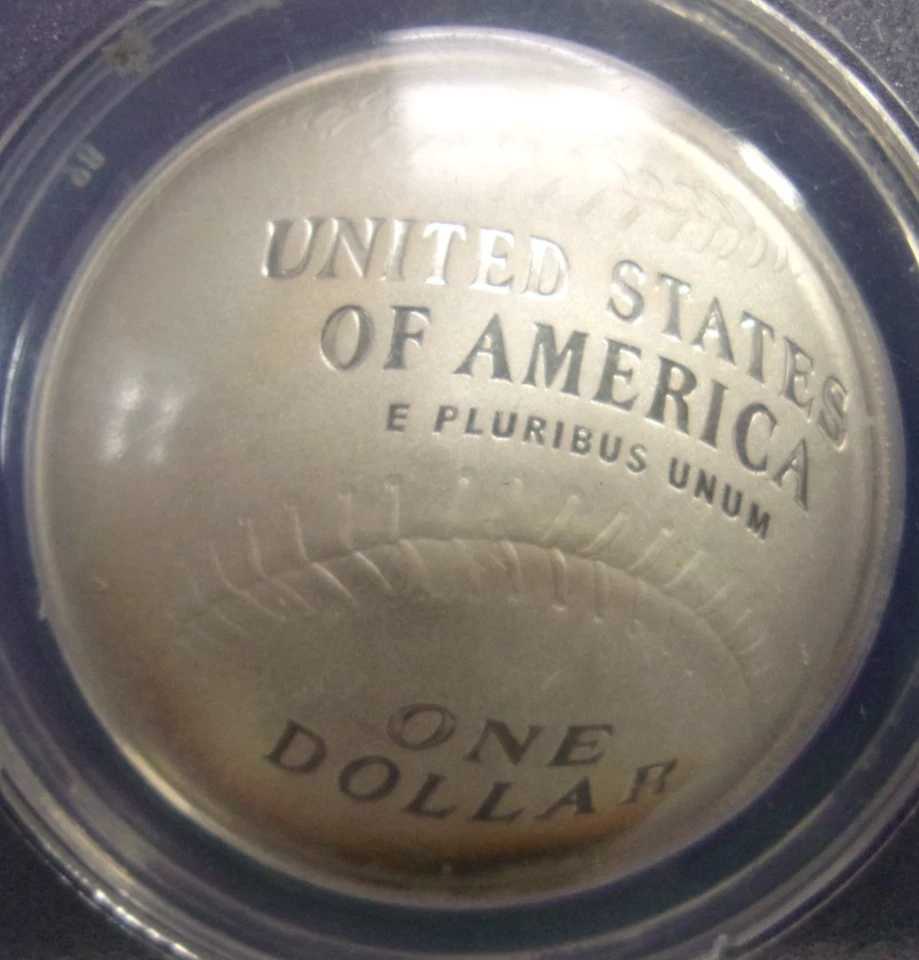 UNITED STATES
OF AMERICA
E PLURIBUS UNUM
ONE
DOLLAR